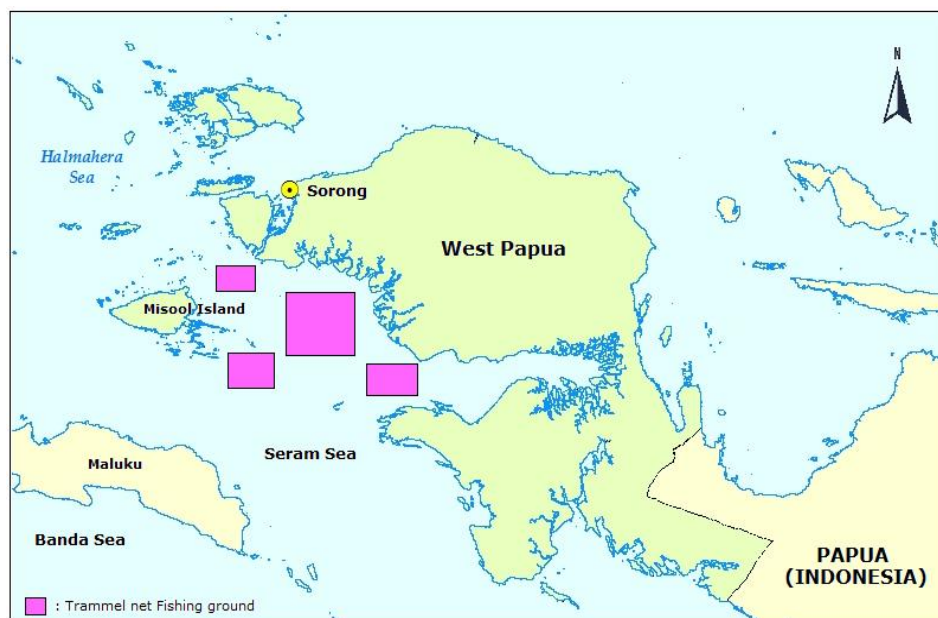 N
Halmahera
Sea
Sorong
West Papua
Misool Island
Seram Sea
Maluku
Banda Sea
PAPUA
(INDONESIA)
: Trammel net Fishing ground